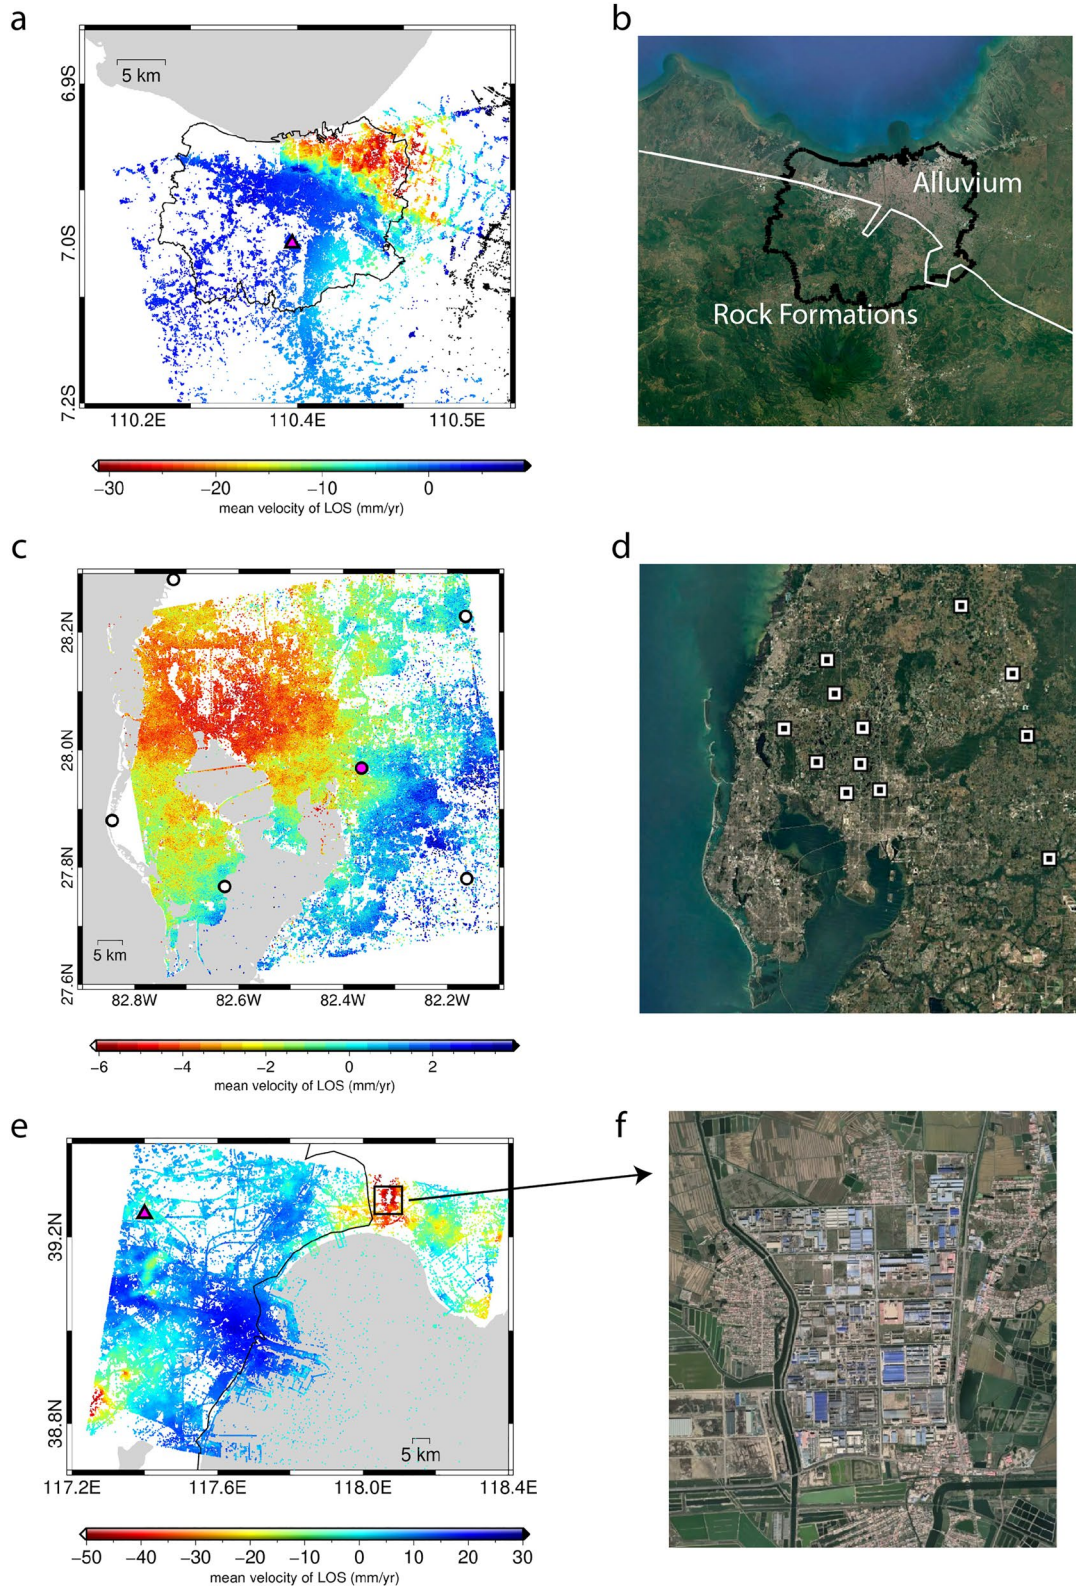 a
5 km
6.9S
7.0S
7.2S
110.2E 110.4E 110.5E
−30 −20 −10 0
mean velocity of LOS (mm/yr)
b
Alluvium
Rock Formations
c
28.2N
28.0N
27.8N
27.6N
5 km
82.8W 82.6W 82.4W 82.2W
−6 −4 −2 0 2
mean velocity of LOS (mm/yr)
d
e
39.2N
38.8N
5 km
117.2E 117.6E 118.0E 118.4E
−50 −40 −30 −20 −10 0 10 20 30
mean velocity of LOS (mm/yr)
f